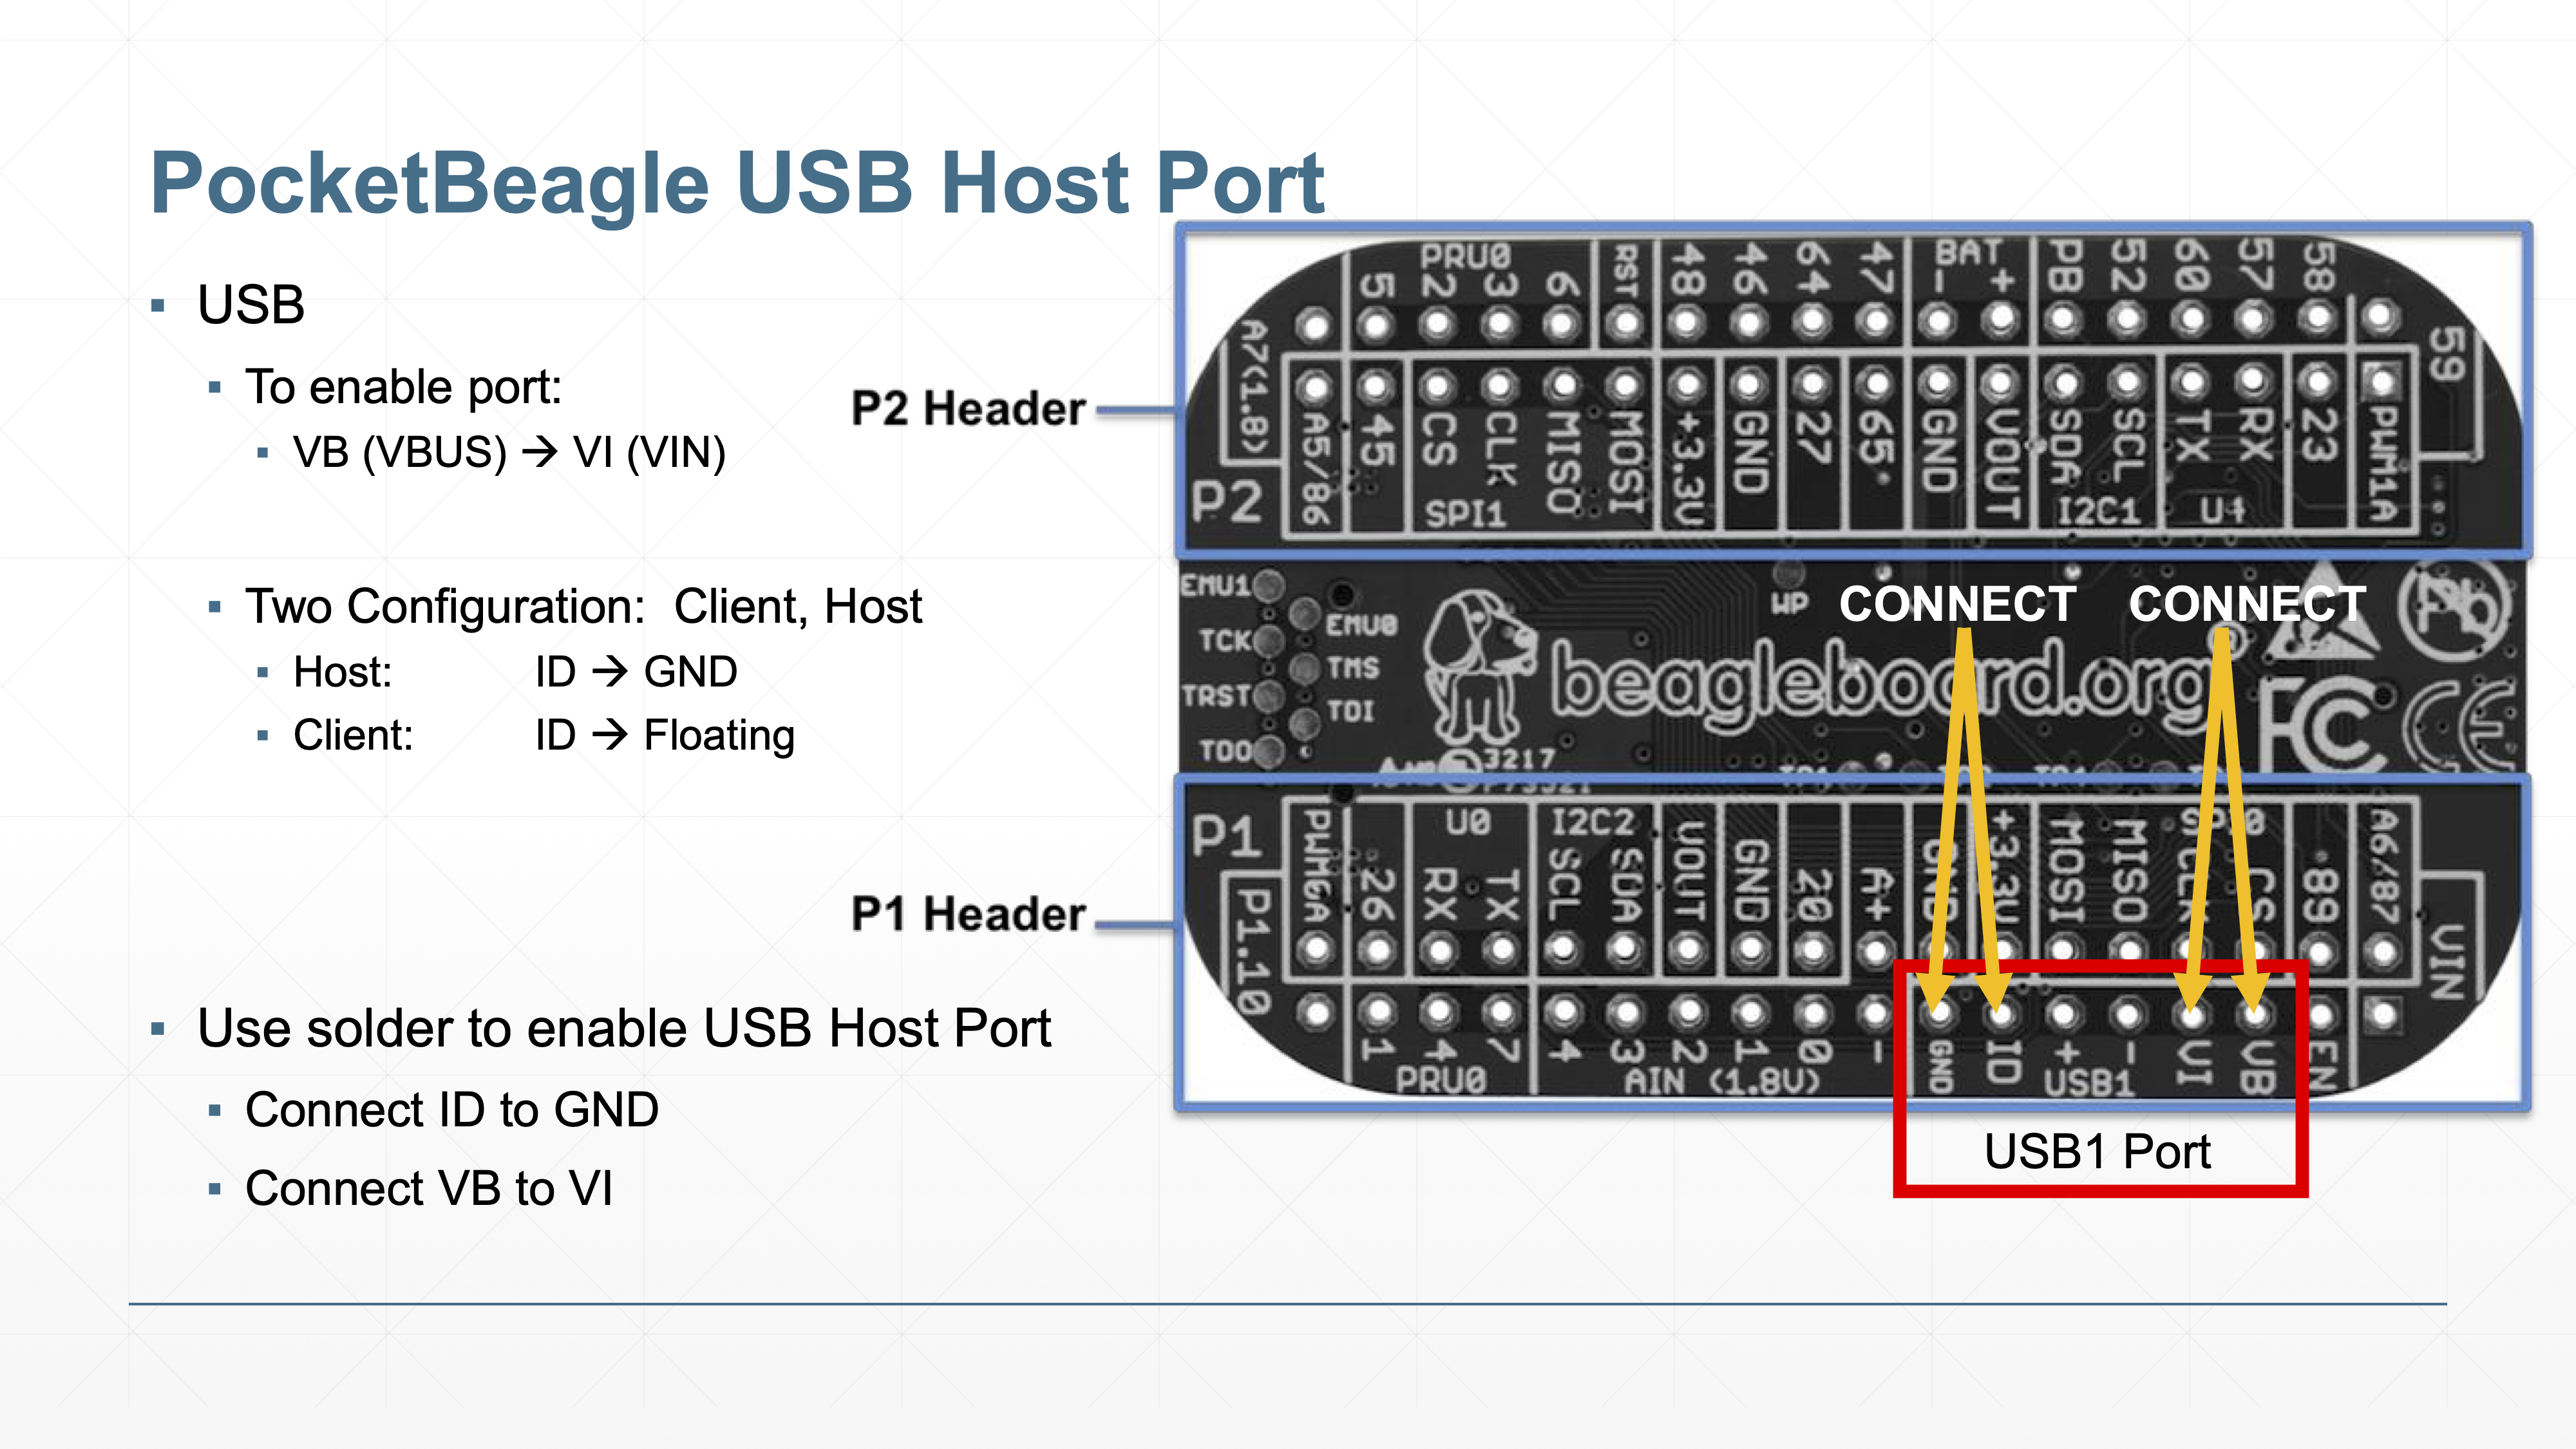 PocketBeagle USB Host Port
▪ USB
▪ To enable port:
▪ VB (VBUS) → VI (VIN)
▪ Two Configuration: Client, Host
▪ Host: ID → GND
▪ Client: ID → Floating
▪ Use solder to enable USB Host Port
▪ Connect ID to GND
▪ Connect VB to VI
P2 Header
PRU0 BAT
5 2 3 6 RST 48 46 64 47 - + PB 52 60 57 58
A7(1.8) 59
A5/86 45 CS CLK MISO MOSI +3.3V GND 27 65 GND VOUT SDA SCL TX RX 23 PWM1A
P2 SPI1 I2C1 U1
EMU1
EMU0
TCK
TMS
TRST
TDI
TDO
WP
CONNECT CONNECT
beagleboard.org
FC CE
3217
P1 Header
P1 U0 I2C2 SPI0
PWM0A 26 RX TX SCL SDA VOUT GND 20 A+ GND +3.3V MOSI MISO CLK CS 89 A6/87
P1.10 VIN
1 4 7 4 3 2 1 0 - GND ID + - VI VB EN
PRU0 AIN (1.8V) USB1
USB1 Port